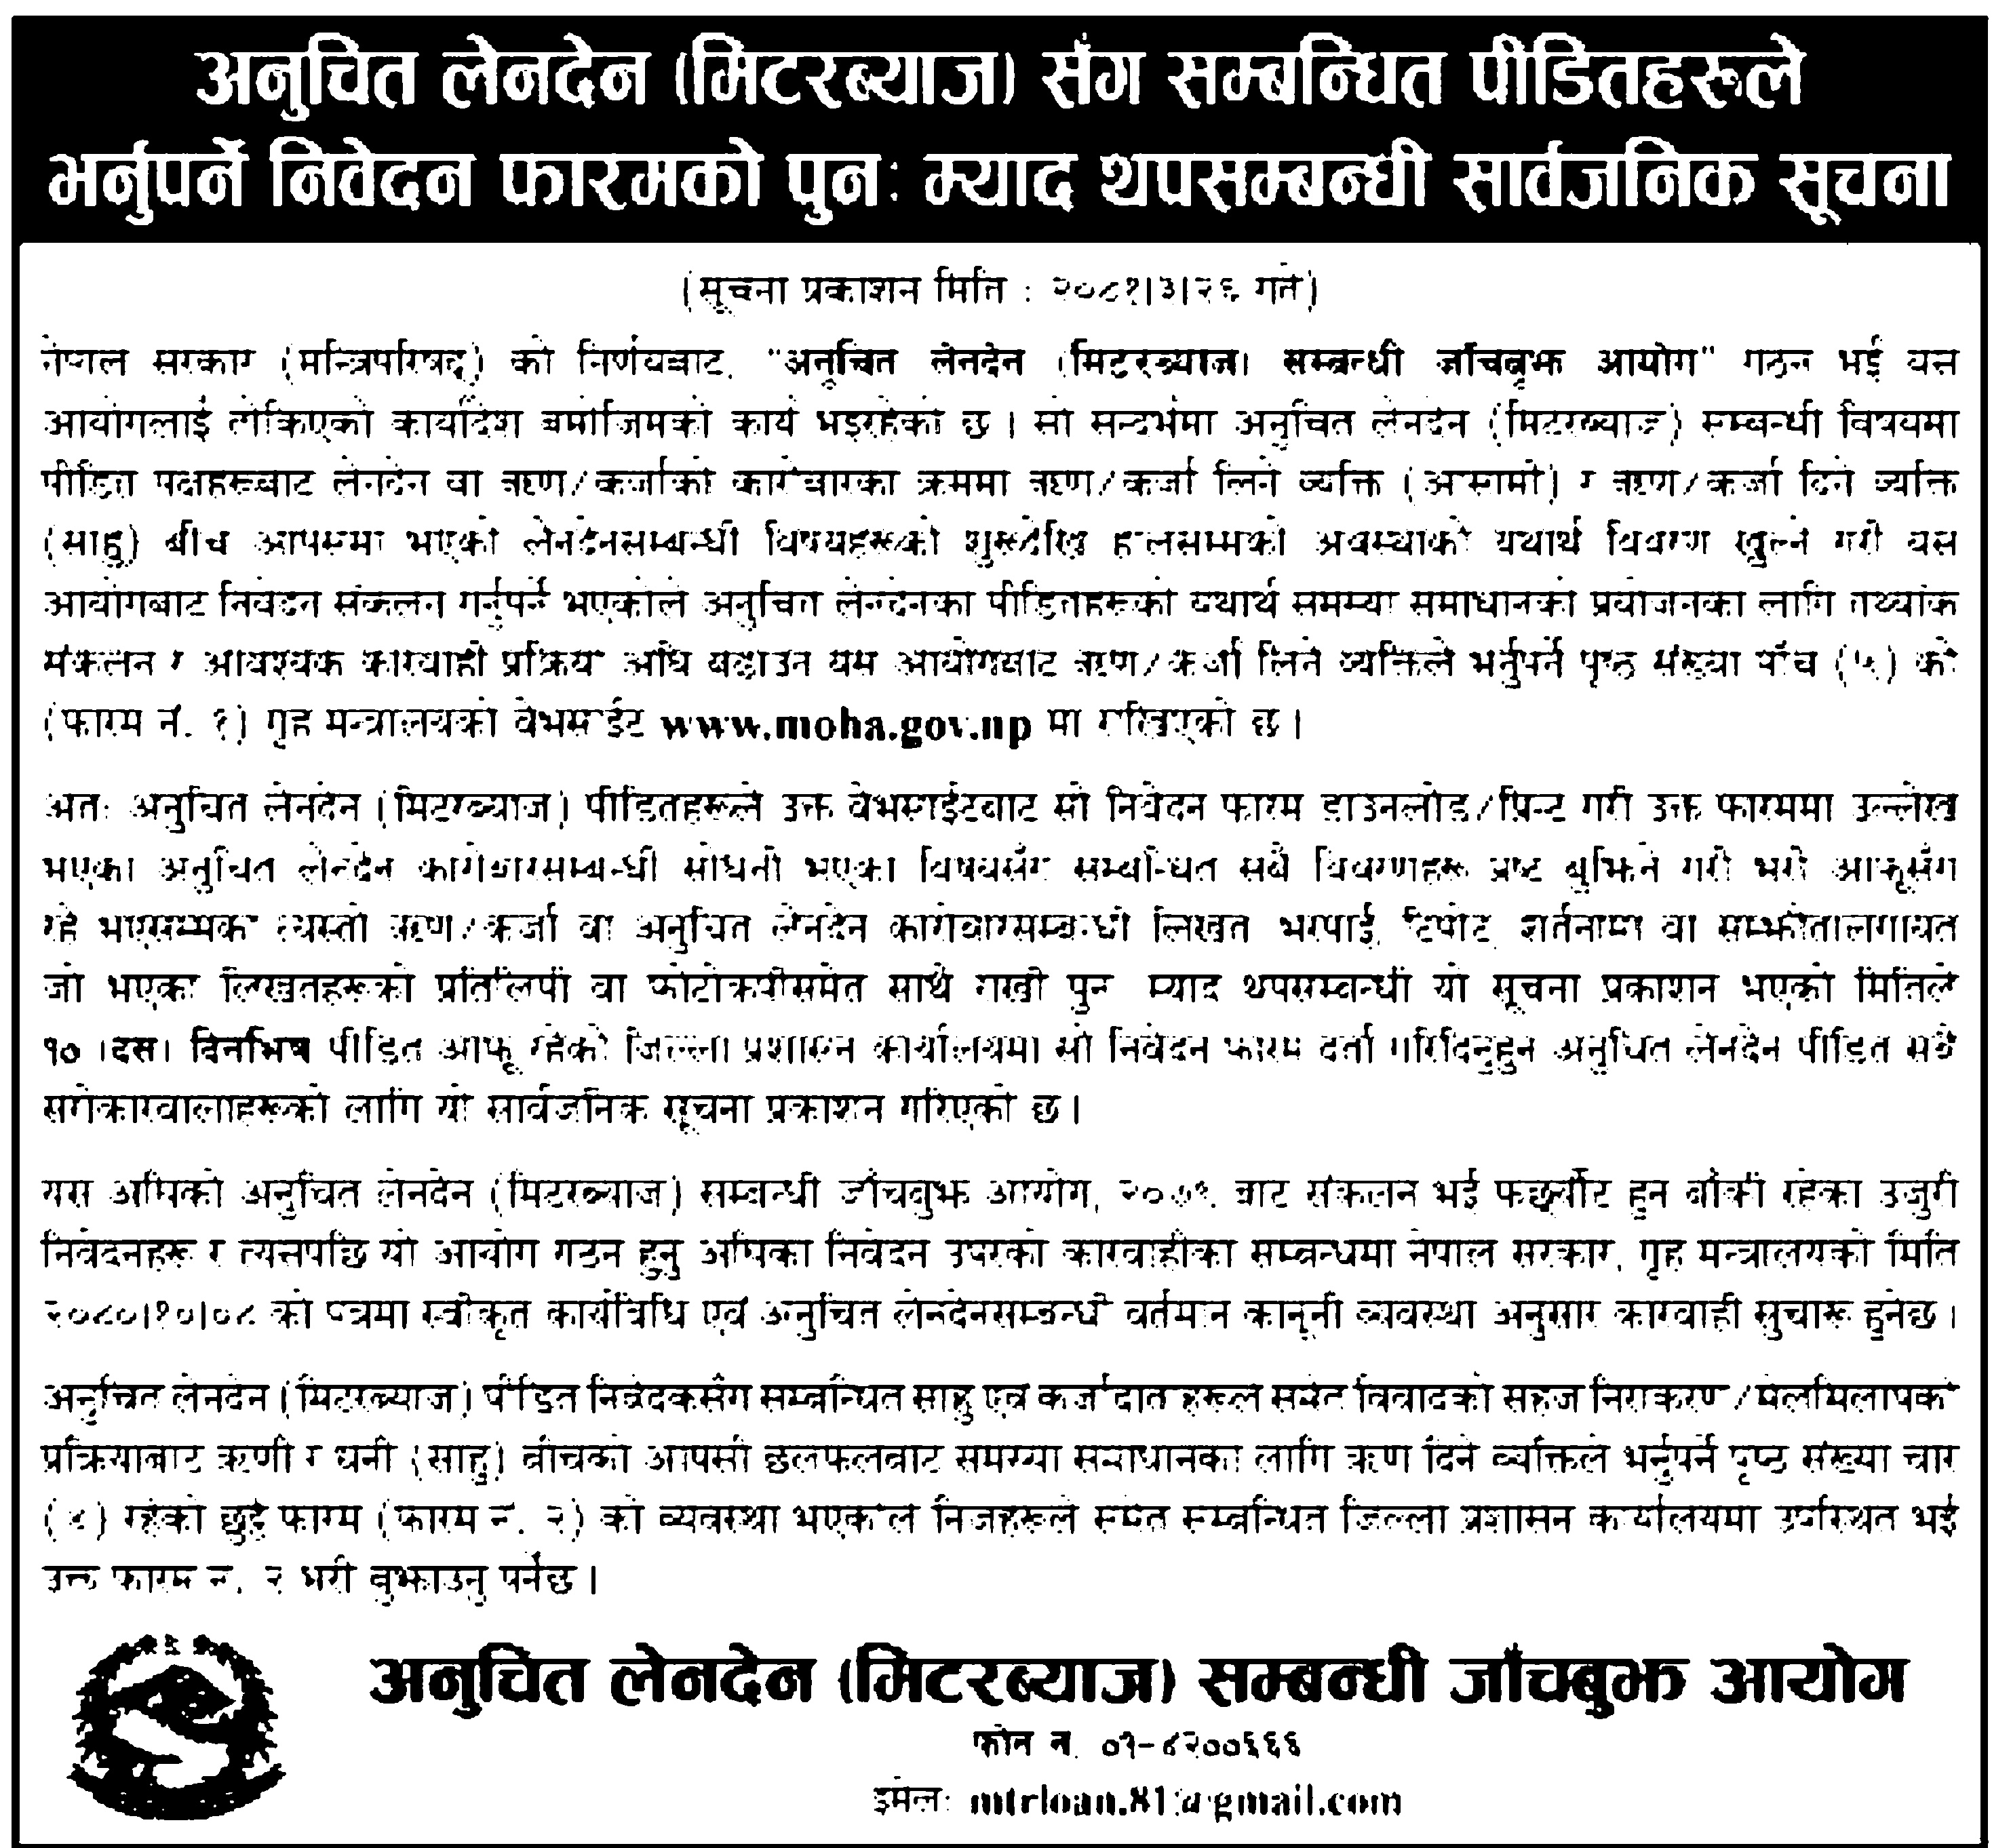 अनुचित लेनदेन (मिटरब्याज) सँग सम्बन्धित पीडितहरूले
भर्नुपर्ने निवेदन फारमको पुनः म्याद थपसम्बन्धी सार्वजनिक सूचना
(सूचना प्रकाशन मिति : २०८१।३।२६ गते)
नेपाल सरकार (मन्त्रिपरिषद्) को निर्णयबाट, "अनुचित लेनदेन (मिटरब्याज) सम्बन्धी जाँचबुझ आयोग" गठन भई यस
आयोगलाई तोकिएको कार्यादेश बमोजिमको कार्य भइरहेको छ । सो सन्दर्भमा अनुचित लेनदेन (मिटरब्याज) सम्बन्धी विषयमा
पीडित पक्षहरूबाट लेनदेन वा ऋण/कर्जाको कारोबारका क्रममा ऋण/कर्जा लिने व्यक्ति (आसामी) र ऋण/कर्जा दिने व्यक्ति
(साहु) बीच आपसमा भएको लेनदेनसम्बन्धी विषयहरूको शुरूदेखि हालसम्मको अवस्थाको यथार्थ विवरण खुल्ने गरी यस
आयोगबाट निवेदन संकलन गर्नुपर्ने भएकोले अनुचित लेनदेनका पीडितहरूको यथार्थ समस्या समाधानको प्रयोजनका लागि तथ्यांक
संकलन र आवश्यक कारवाही प्रक्रिया अघि बढाउन यस आयोगबाट ऋण/कर्जा लिने व्यक्तिले भर्नुपर्ने पृष्ठ संख्या पाँच (५) को
(फारम नं. १) गृह मन्त्रालयको वेभसाईट www.moha.gov.np मा राखिएको छ ।
अतः अनुचित लेनदेन (मिटरब्याज) पीडितहरूले उक्त वेभसाईटबाट सो निवेदन फारम डाउनलोड/प्रिन्ट गरी उक्त फारममा उल्लेख
भएका अनुचित लेनदेन कारोबारसम्बन्धी सोधनी भएका विषयसँग सम्बन्धित सबै विवरणहरू प्रष्ट बुझिने गरी भरी आफूसँग
रहे भएसम्मका त्यस्तो ऋण/कर्जा वा अनुचित लेनदेन कारोबारसम्बन्धी लिखत भरपाई, टिपोट, शर्तनामा वा सम्झौतालगायत
जो भएका लिखतहरूको प्रतिलिपी वा फोटोकपीसमेत साथै राखी पुनः म्याद थपसम्बन्धी यो सूचना प्रकाशन भएको मितिले
१० (दस) दिनभित्र पीडित आफू रहेको जिल्ला प्रशासन कार्यालयमा सो निवेदन फारम दर्ता गरिदिनुहुन अनुचित लेनदेन पीडित सबै
सरोकारवालाहरूको लागि यो सार्वजनिक सूचना प्रकाशन गरिएको छ ।
यस अघिको अनुचित लेनदेन (मिटरब्याज) सम्बन्धी जाँचबुझ आयोग, २०७९ बाट संकलन भई फछ्र्यौट हुन बाँकी रहेका उजुरी
निवेदनहरू र त्यसपछि यो आयोग गठन हुनु अघिका निवेदन उपरको कारवाहीका सम्बन्धमा नेपाल सरकार, गृह मन्त्रालयको मिति
२०८०।१०।०८ को पत्रमा स्वीकृत कार्यविधि एवं अनुचित लेनदेनसम्बन्धी वर्तमान कानूनी व्यवस्था अनुसार कारवाही सुचारू हुनेछ ।
अनुचित लेनदेन (मिटरब्याज) पीडित निवेदकसँग सम्बन्धित साहु एवं कर्जादाताहरूले समेत विवादको सहज निराकरण/मेलमिलापको
प्रक्रियाबाट ऋणी र धनी (साहु) बीचको आपसी छलफलबाट समस्या समाधानका लागि ऋण दिने व्यक्तिले भर्नुपर्ने पृष्ठ संख्या चार
(४) रहेको छुट्टै फारम (फारम नं. २) को व्यवस्था भएकाले निजहरूले समेत सम्बन्धित जिल्ला प्रशासन कार्यालयमा उपस्थित भई
उक्त फारम नं. २ भरी बुझाउनु पर्नेछ ।
अनुचित लेनदेन (मिटरब्याज) सम्बन्धी जाँचबुझ आयोग
फोन नं. ०१-४२००६६६
इमेलः mtrloan.81@gmail.com